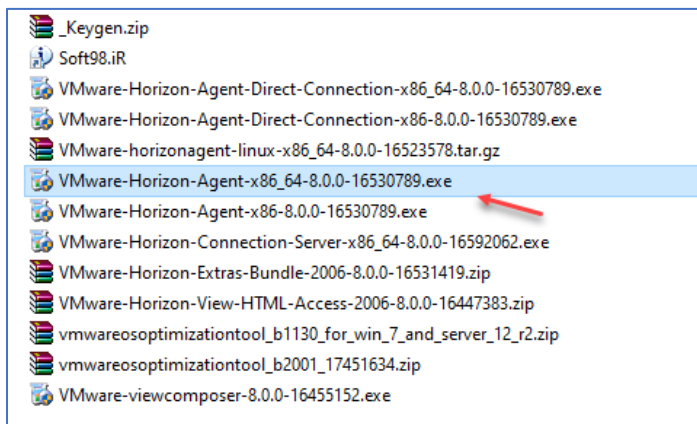 _Keygen.zip
Soft98.iR
VMware-Horizon-Agent-Direct-Connection-x86_64-8.0.0-16530789.exe
VMware-Horizon-Agent-Direct-Connection-x86-8.0.0-16530789.exe
VMware-horizonagent-linux-x86_64-8.0.0-16523578.tar.gz
VMware-Horizon-Agent-x86_64-8.0.0-16530789.exe
VMware-Horizon-Agent-x86-8.0.0-16530789.exe
VMware-Horizon-Connection-Server-x86_64-8.0.0-16592062.exe
VMware-Horizon-Extras-Bundle-2006-8.0.0-16531419.zip
VMware-Horizon-View-HTML-Access-2006-8.0.0-16447383.zip
vmwareosoptimizationtool_b1130_for_win_7_and_server_12_r2.zip
vmwareosoptimizationtool_b2001_17451634.zip
VMware-viewcomposer-8.0.0-16455152.exe